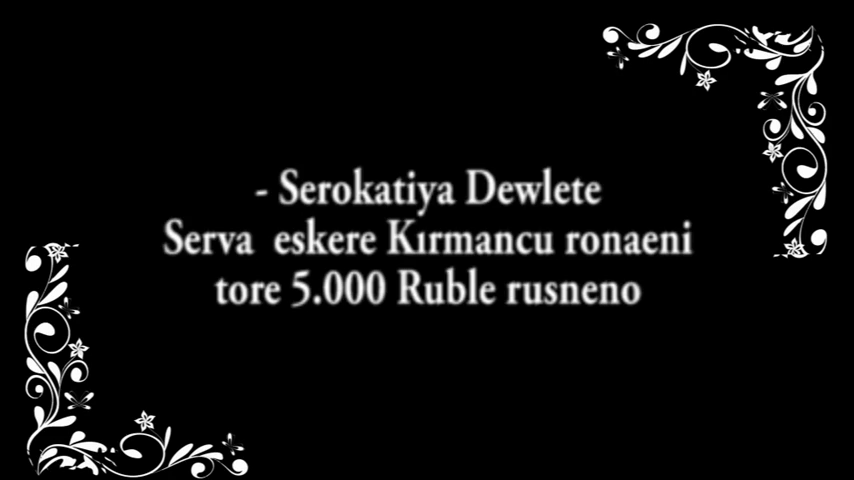 - Serokatiya Dewlete
Serva eskere Kırmancu ronaeni
tore 5.000 Ruble rusneno